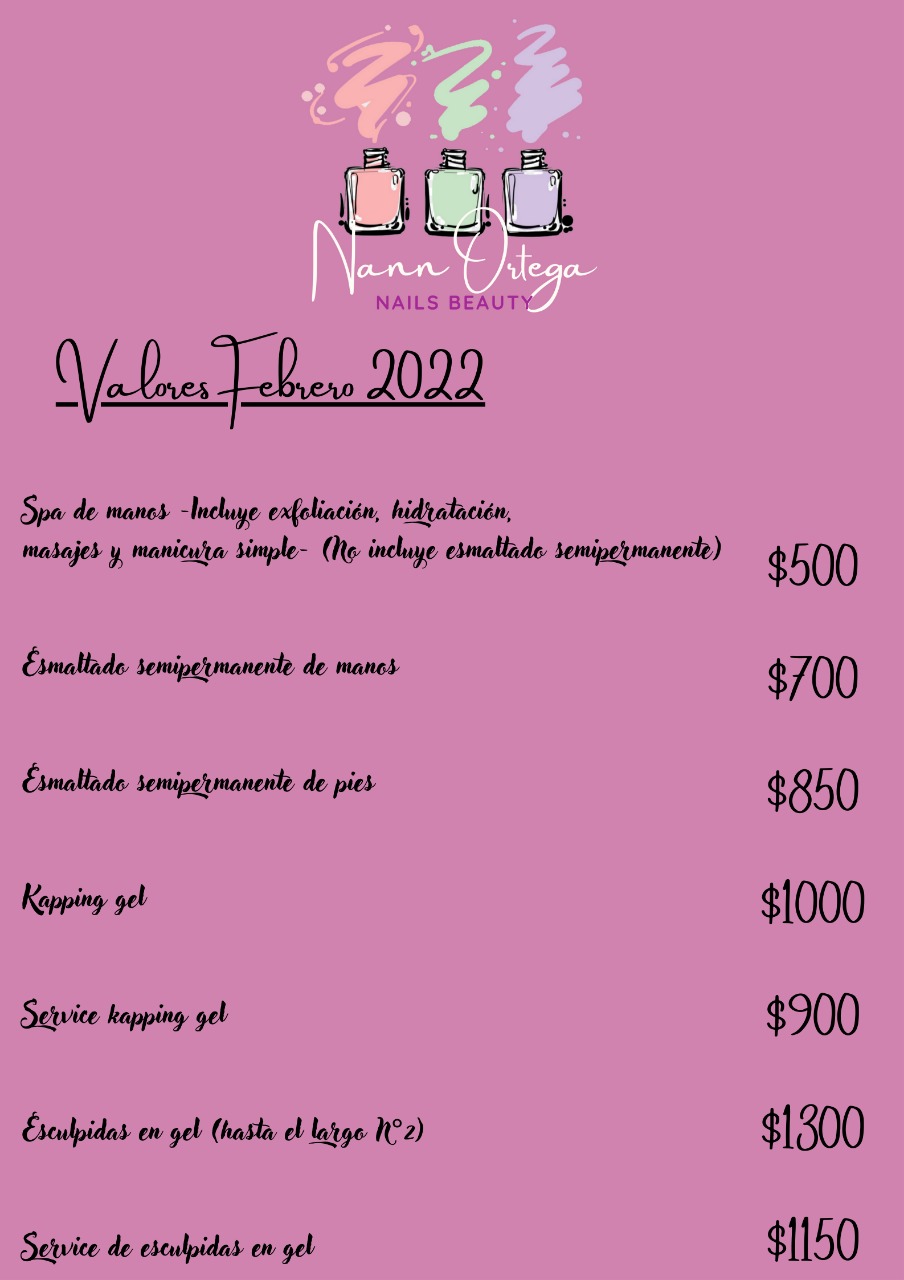 Nann Ortega
NAILS BEAUTY
Valores Febrero 2022
Spa de manos -Incluye exfoliación, hidratación,
masajes y manicura simple- (No incluye esmaltado semipermanente)
$500
Esmaltado semipermanente de manos
$700
Esmaltado semipermanente de pies
$850
Kapping gel
$1000
Service kapping gel
$900
Esculpidas en gel (hasta el largo N°2)
$1300
Service de esculpidas en gel
$1150